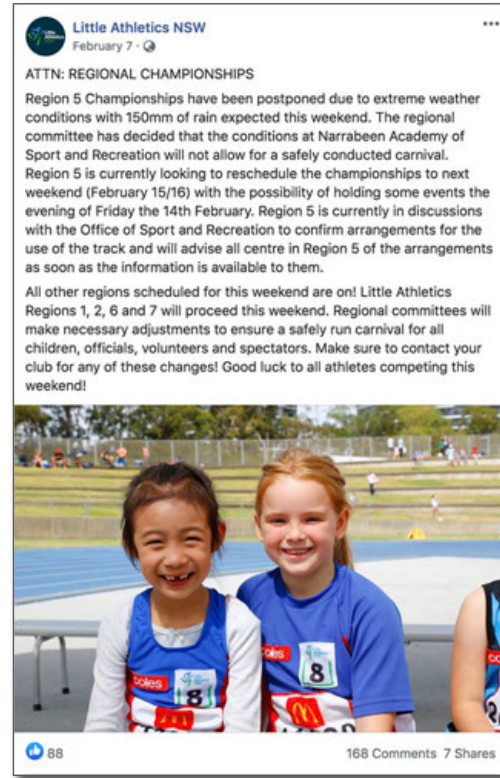 Little Athletics NSW
February 7 ·
ATTN: REGIONAL CHAMPIONSHIPS
Region 5 Championships have been postponed due to extreme weather
conditions with 150mm of rain expected this weekend. The regional
committee has decided that the conditions at Narrabeen Academy of
Sport and Recreation will not allow for a safely conducted carnival.
Region 5 is currently looking to reschedule the championships to next
weekend (February 15/16) with the possibility of holding some events the
evening of Friday the 14th February. Region 5 is currently in discussions
with the Office of Sport and Recreation to confirm arrangements for the
use of the track and will advise all centre in Region 5 of the arrangements
as soon as the information is available to them.
All other regions scheduled for this weekend are on! Little Athletics
Regions 1, 2, 6 and 7 will proceed this weekend. Regional committees will
make necessary adjustments to ensure a safely run carnival for all
children, officials, volunteers and spectators. Make sure to contact your
club for any of these changes! Good luck to all athletes competing this
weekend!
coles
8
coles
8
88
168 Comments 7 Shares